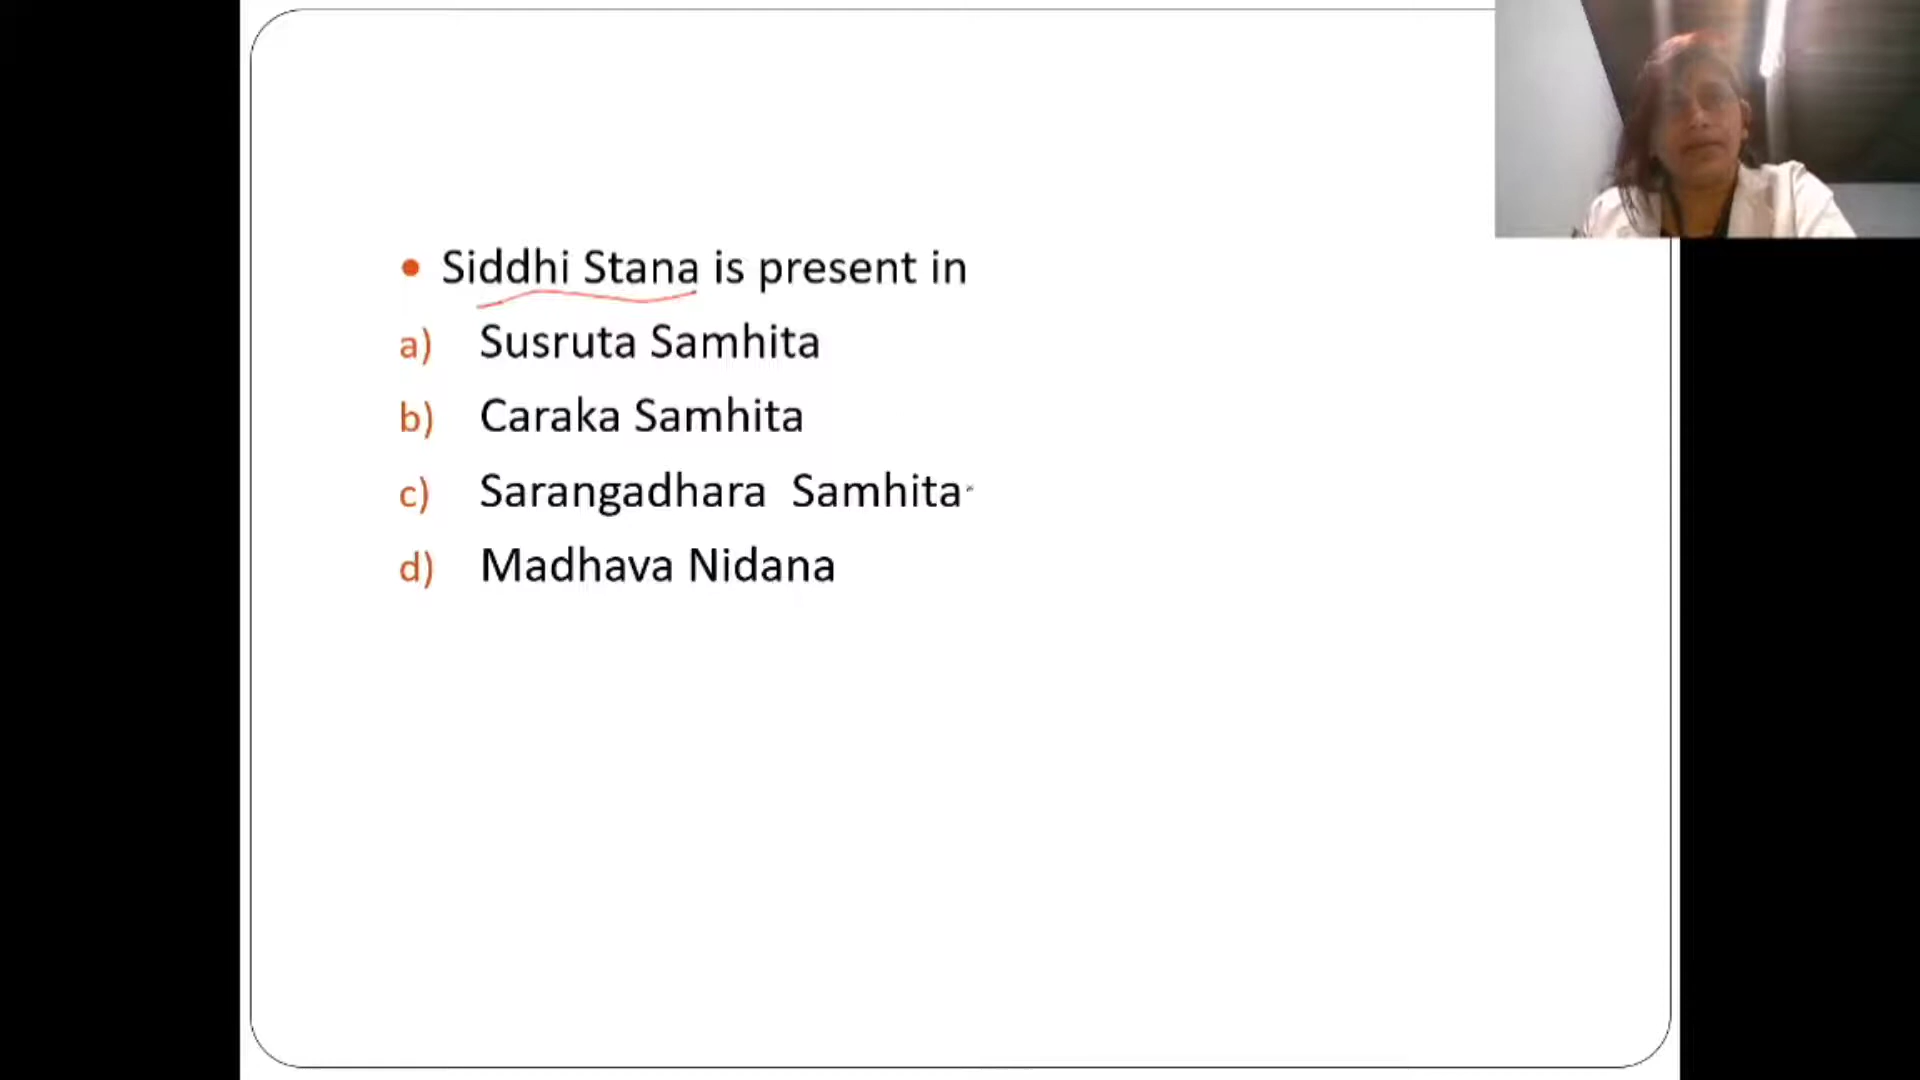 Siddhi Stana is present in
a) Susruta Samhita
b) Caraka Samhita
c) Sarangadhara Samhita
d) Madhava Nidana